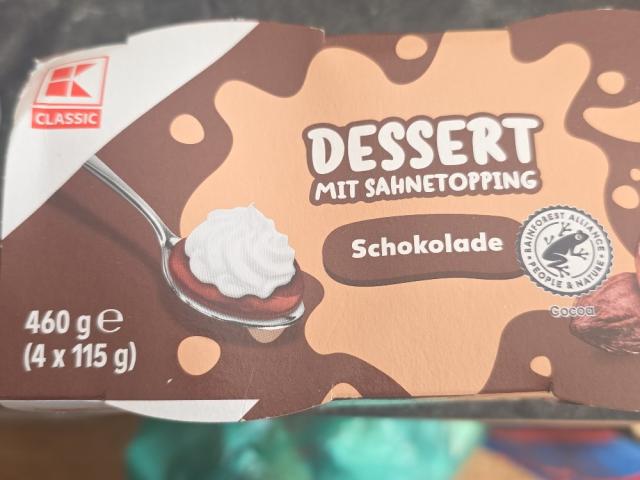 K
CLASSIC
DESSERT
MIT SAHNETOPPING
Schokolade
RAINFOREST ALLIANCE
PEOPLE & NATURE
Cocoa
460 g e
(4 x 115 g)